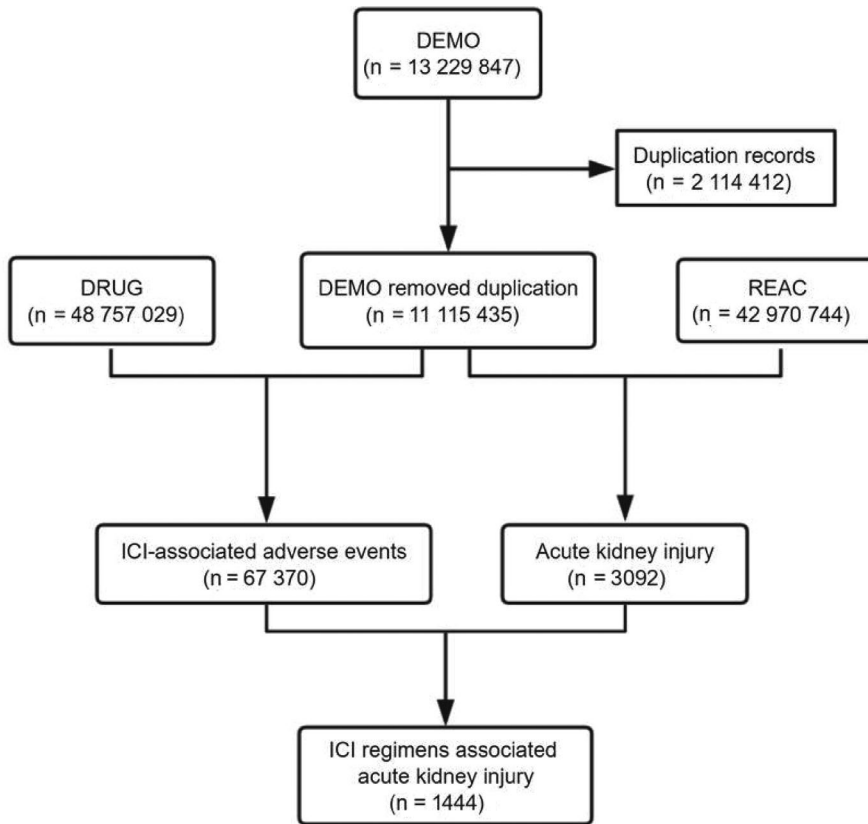 DEMO
(n = 13 229 847)
Duplication records
(n = 2 114 412)
DRUG
(n = 48 757 029)
DEMO removed duplication
(n = 11 115 435)
REAC
(n = 42 970 744)
ICI-associated adverse events
(n = 67 370)
Acute kidney injury
(n = 3092)
ICI regimens associated
acute kidney injury
(n = 1444)